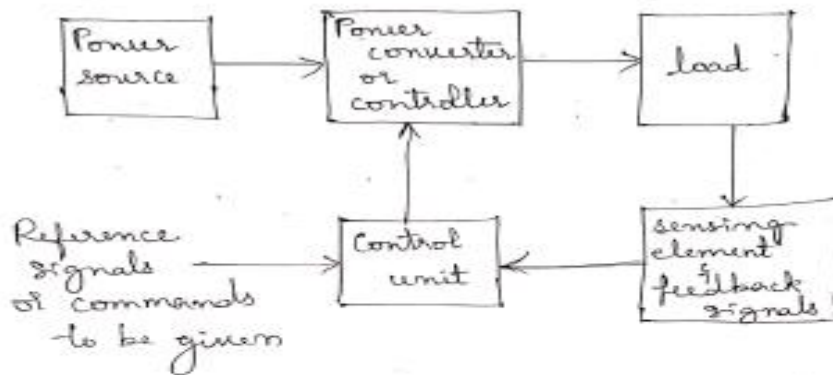 Power
source
Power
converter
or
controller
load
Reference
signals
or commands
to be given
Control
unit
sensing
element
&
feedback
signals